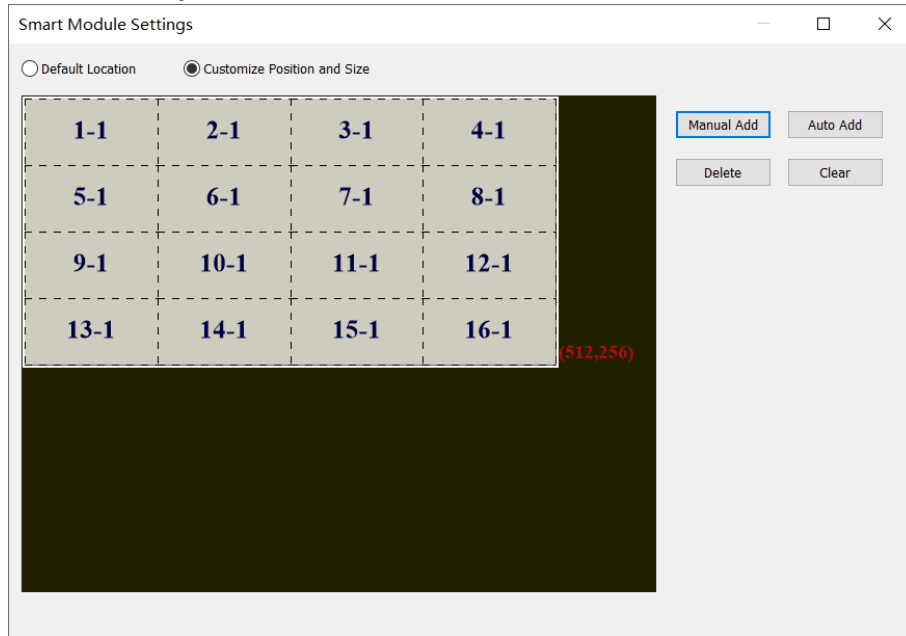 Smart Module Settings
Default Location Customize Position and Size
1-1 2-1 3-1 4-1
Manual Add Auto Add
Delete Clear
5-1 6-1 7-1 8-1
9-1 10-1 11-1 12-1
13-1 14-1 15-1 16-1
(512,256)